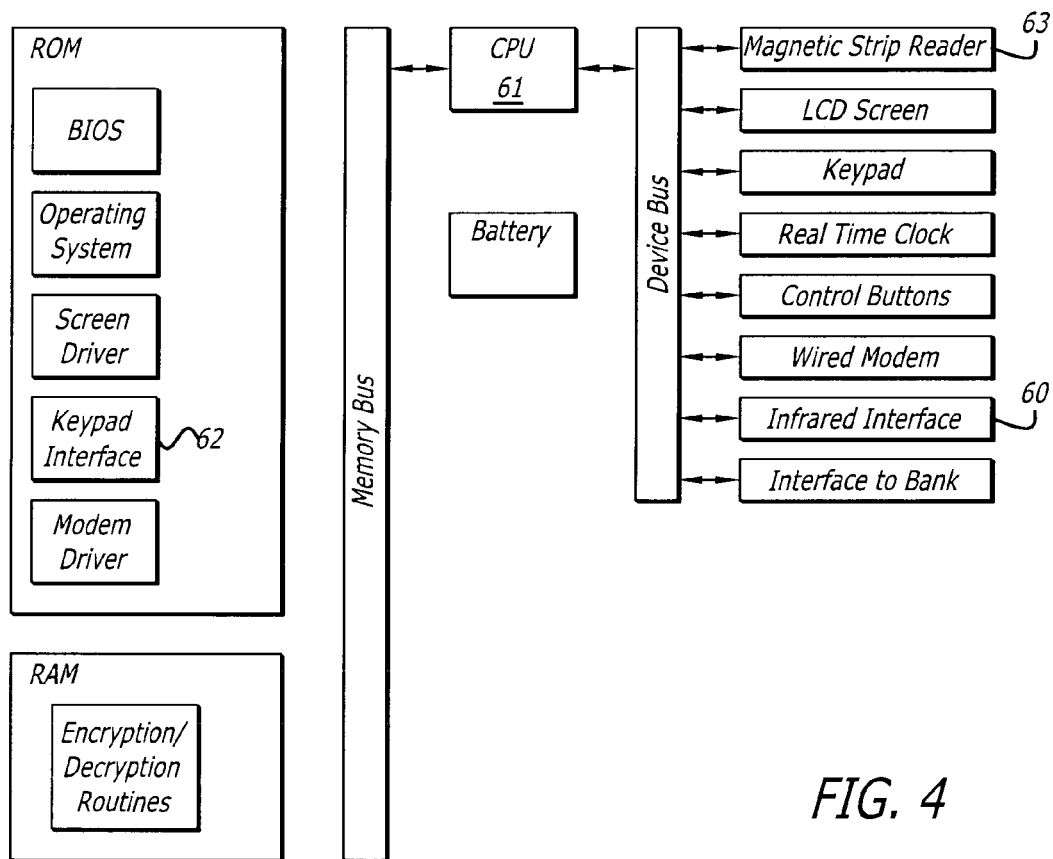 ROM
BIOS
Operating
System
Screen
Driver
Keypad
Interface
62
Modem
Driver
RAM
Encryption/
Decryption
Routines
Memory Bus
CPU
61
Battery
Device Bus
63
Magnetic Strip Reader
LCD Screen
Keypad
Real Time Clock
Control Buttons
Wired Modem
60
Infrared Interface
Interface to Bank
FIG. 4